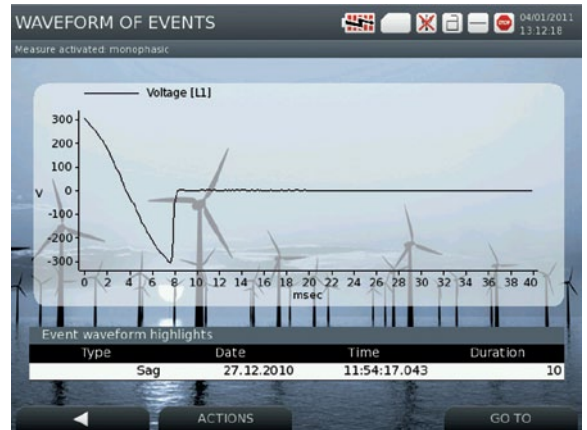 WAVEFORM OF EVENTS
STOP
04/01/2011
13:12:18
Measure activated: monophasic
Voltage [L1]
300
200
100
V 0
-100
-200
-300
0 2 4 6 8 10 12 14 16 18 20 22 24 26 28 30 32 34 36 38 40
msec
Event waveform highlights
Type Date Time Duration
Sag 27.12.2010 11:54:17.043 10
ACTIONS GO TO